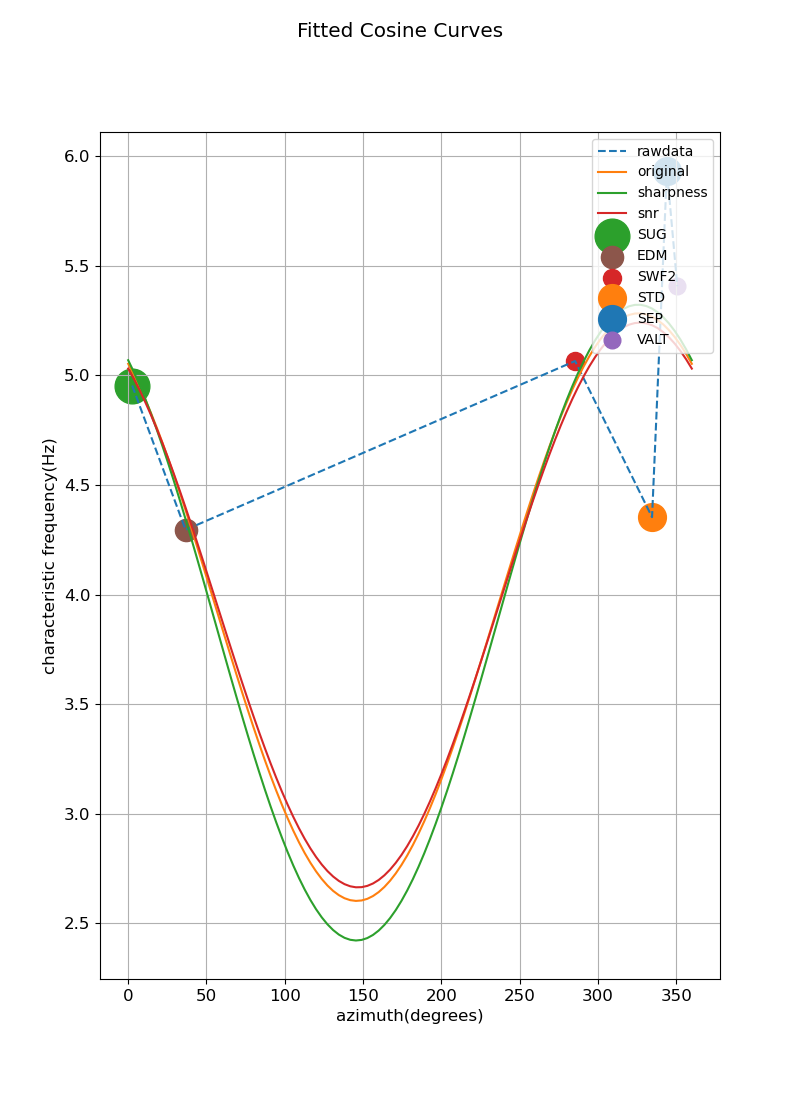 Fitted Cosine Curves
6.0
5.5
5.0
4.5
4.0
3.5
3.0
2.5
characteristic frequency(Hz)
rawdata
original
sharpness
snr
SUG
EDM
SWF2
STD
SEP
VALT
0 50 100 150 200 250 300 350
azimuth(degrees)